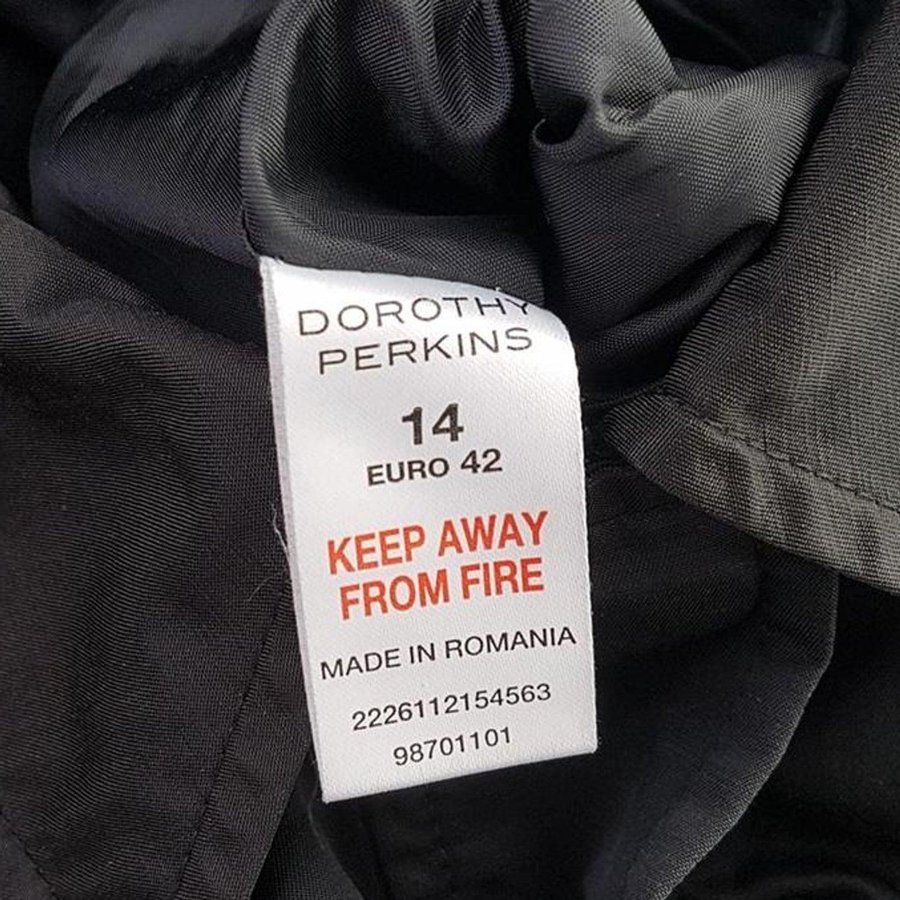 DOROTHY
PERKINS
14
EURO 42
KEEP AWAY
FROM FIRE
MADE IN ROMANIA
2226112154563
98701101